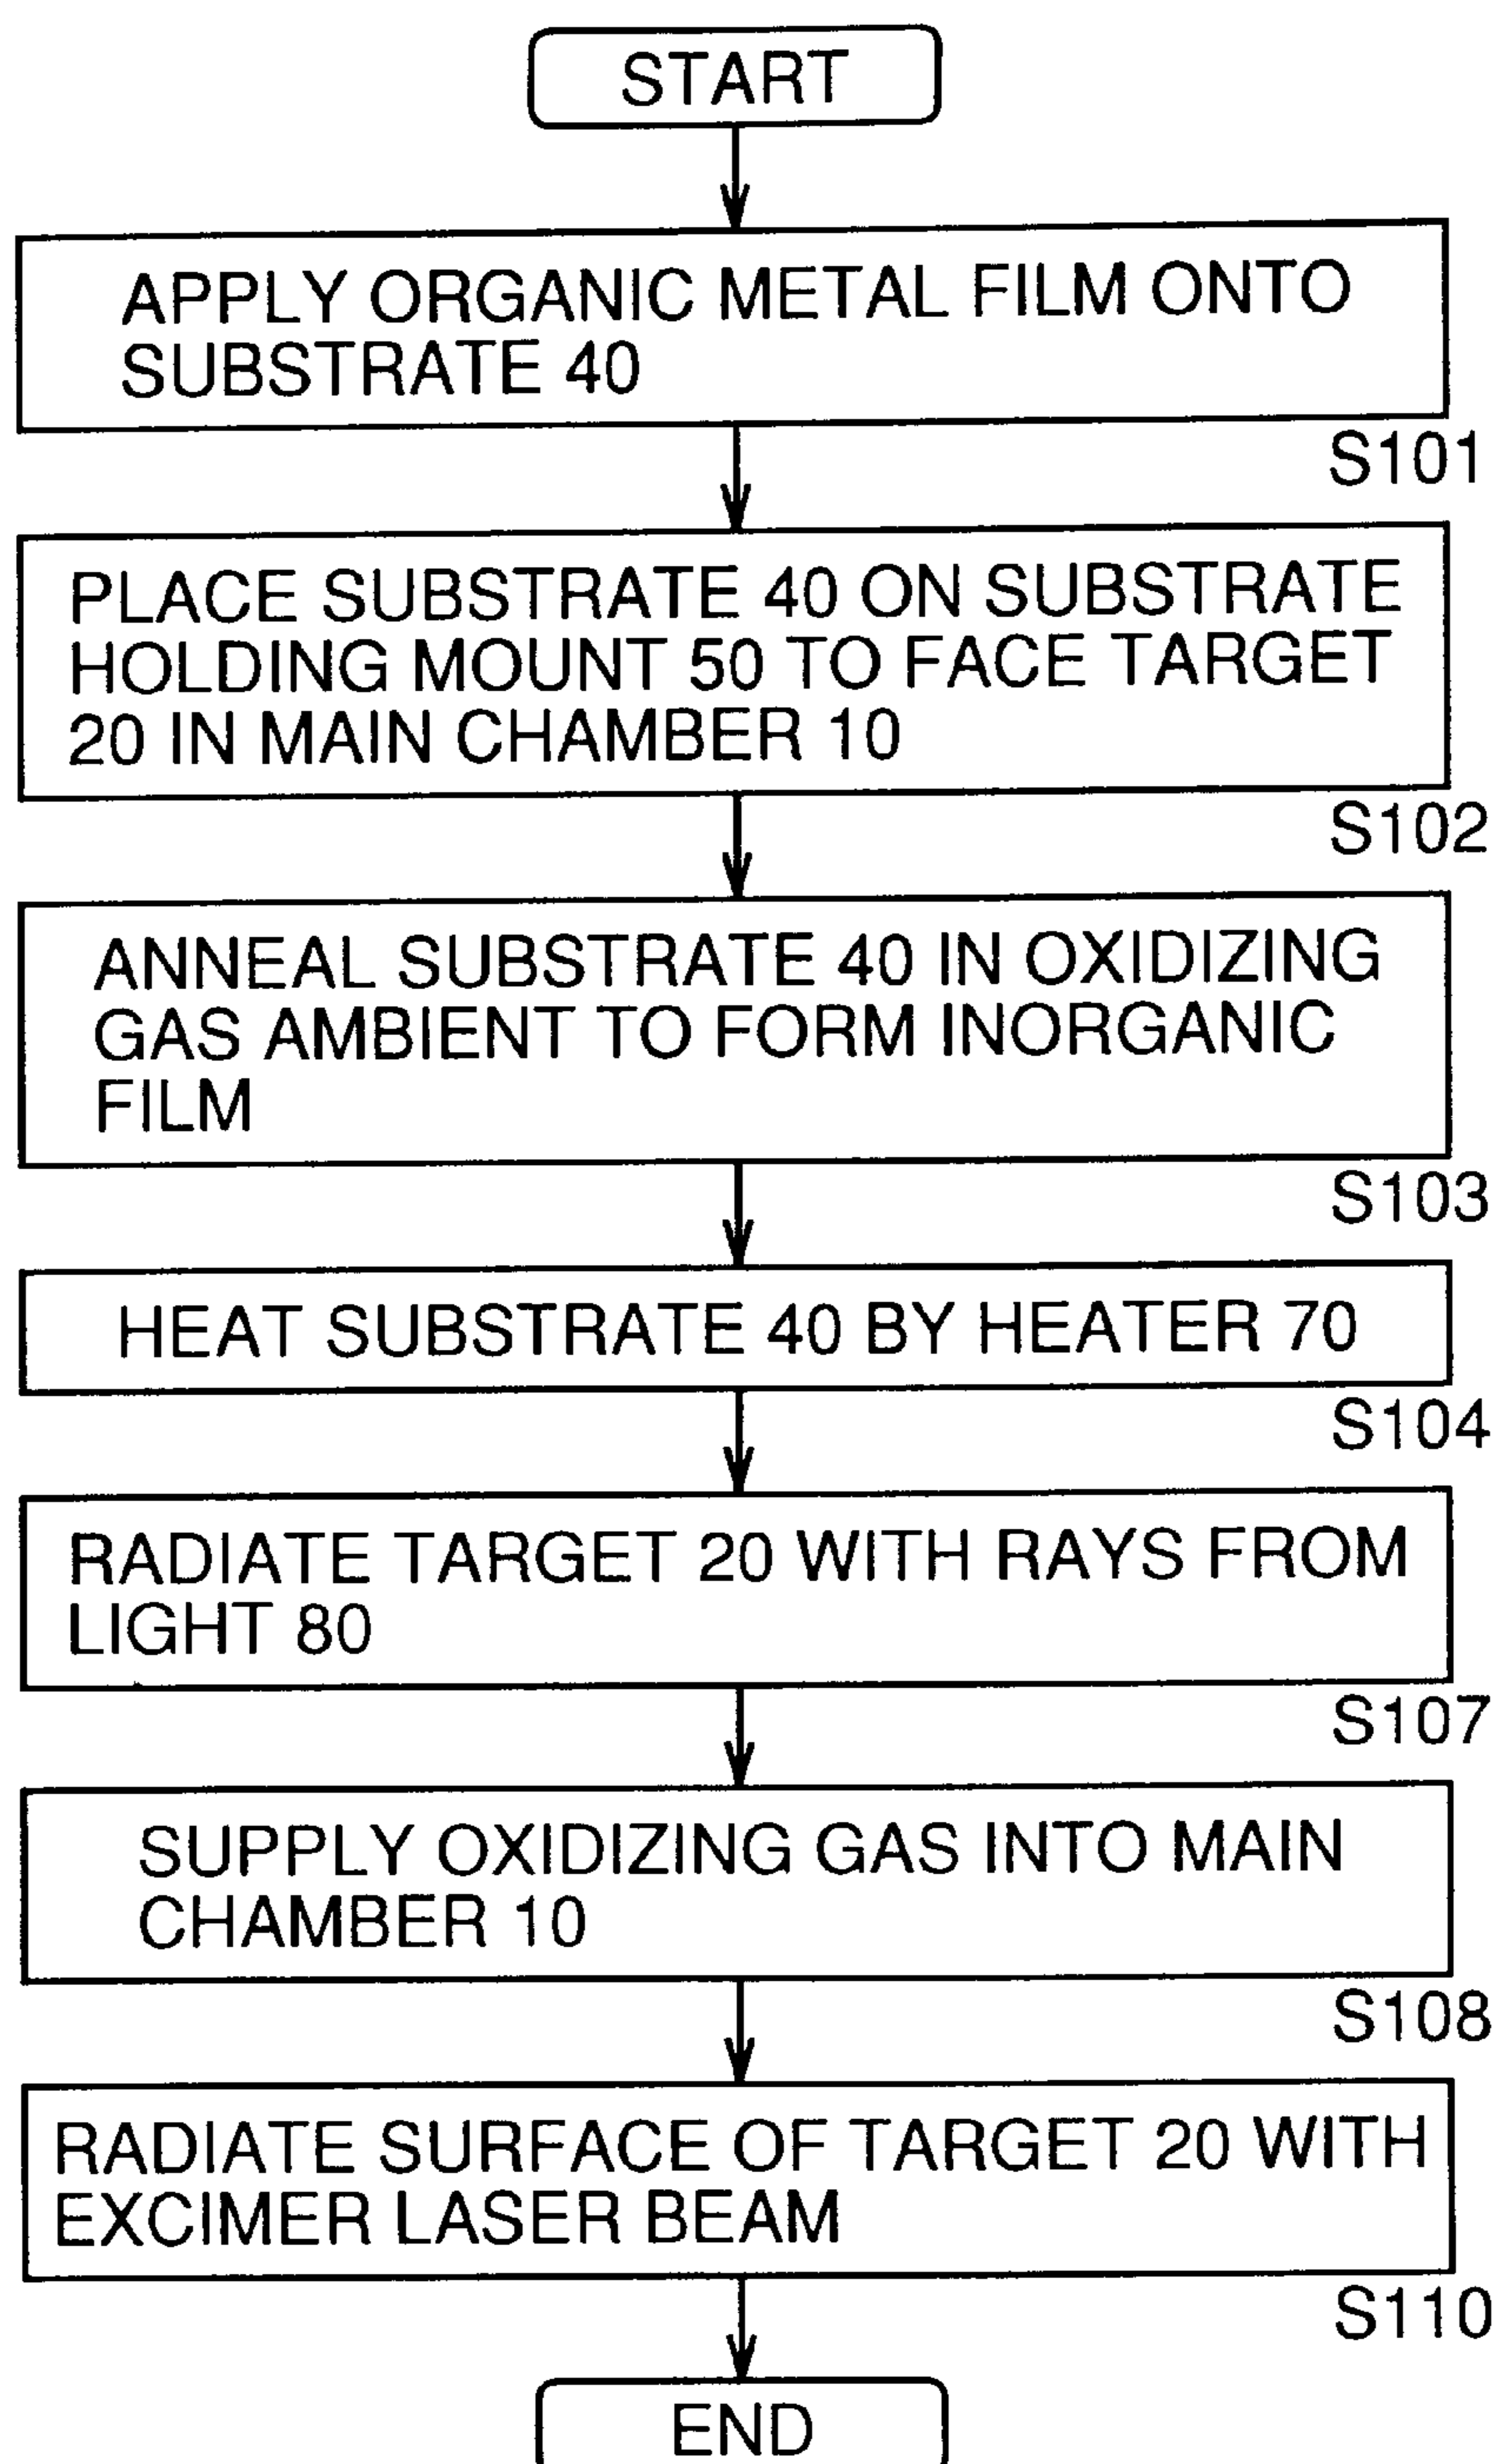 START
APPLY ORGANIC METAL FILM ONTO
SUBSTRATE 40
S101
PLACE SUBSTRATE 40 ON SUBSTRATE
HOLDING MOUNT 50 TO FACE TARGET
20 IN MAIN CHAMBER 10
S102
ANNEAL SUBSTRATE 40 IN OXIDIZING
GAS AMBIENT TO FORM INORGANIC
FILM
S103
HEAT SUBSTRATE 40 BY HEATER 70
S104
RADIATE TARGET 20 WITH RAYS FROM
LIGHT 80
S107
SUPPLY OXIDIZING GAS INTO MAIN
CHAMBER 10
S108
RADIATE SURFACE OF TARGET 20 WITH
EXCIMER LASER BEAM
S110
END